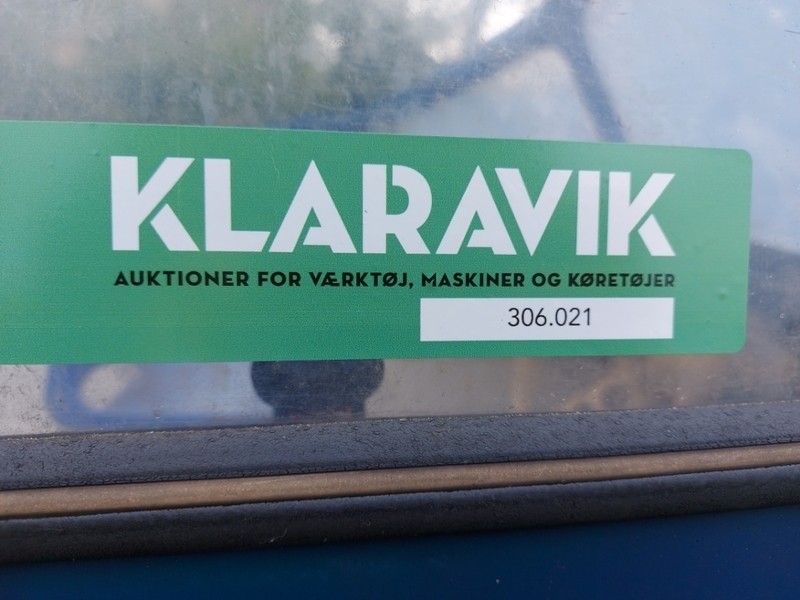 KLARAVIK
AUKTIONER FOR VÆRKTØJ, MASKINER OG KØRETØJER
306.021